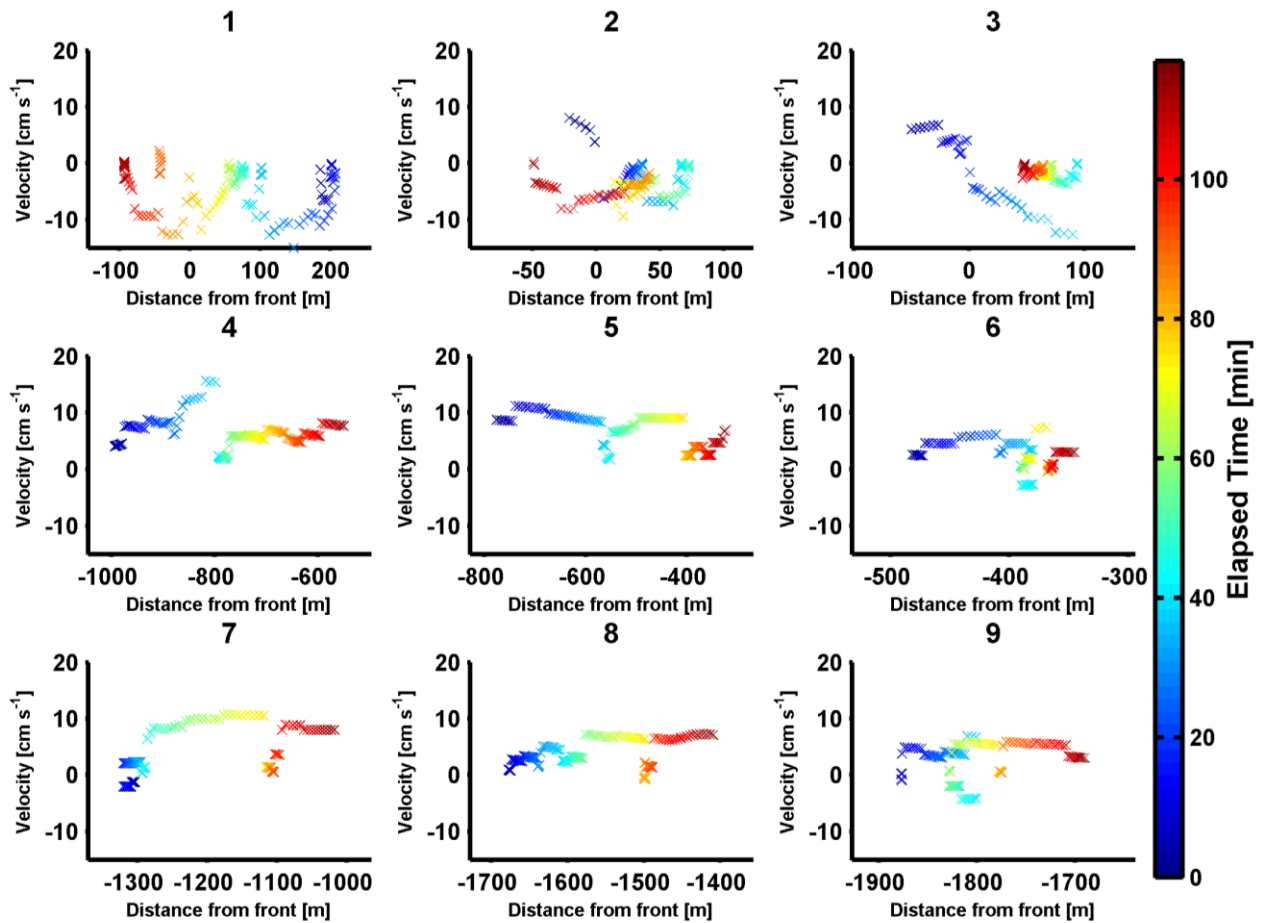 1
2
3
20
10
0
-10
Velocity [cm s-1]
-100 0 100 200
Distance from front [m]
20
10
0
-10
Velocity [cm s-1]
-50 0 50 100
Distance from front [m]
20
10
0
-10
Velocity [cm s-1]
-100 0 100
Distance from front [m]
4
5
6
20
10
0
-10
Velocity [cm s-1]
-1000 -800 -600
Distance from front [m]
20
10
0
-10
Velocity [cm s-1]
-800 -600 -400
Distance from front [m]
20
10
0
-10
Velocity [cm s-1]
-500 -400 -300
Distance from front [m]
7
8
9
20
10
0
-10
Velocity [cm s-1]
-1300 -1200 -1100 -1000
Distance from front [m]
20
10
0
-10
Velocity [cm s-1]
-1700 -1600 -1500 -1400
Distance from front [m]
20
10
0
-10
Velocity [cm s-1]
-1900 -1800 -1700
Distance from front [m]
100
80
60
40
20
0
Elapsed Time [min]